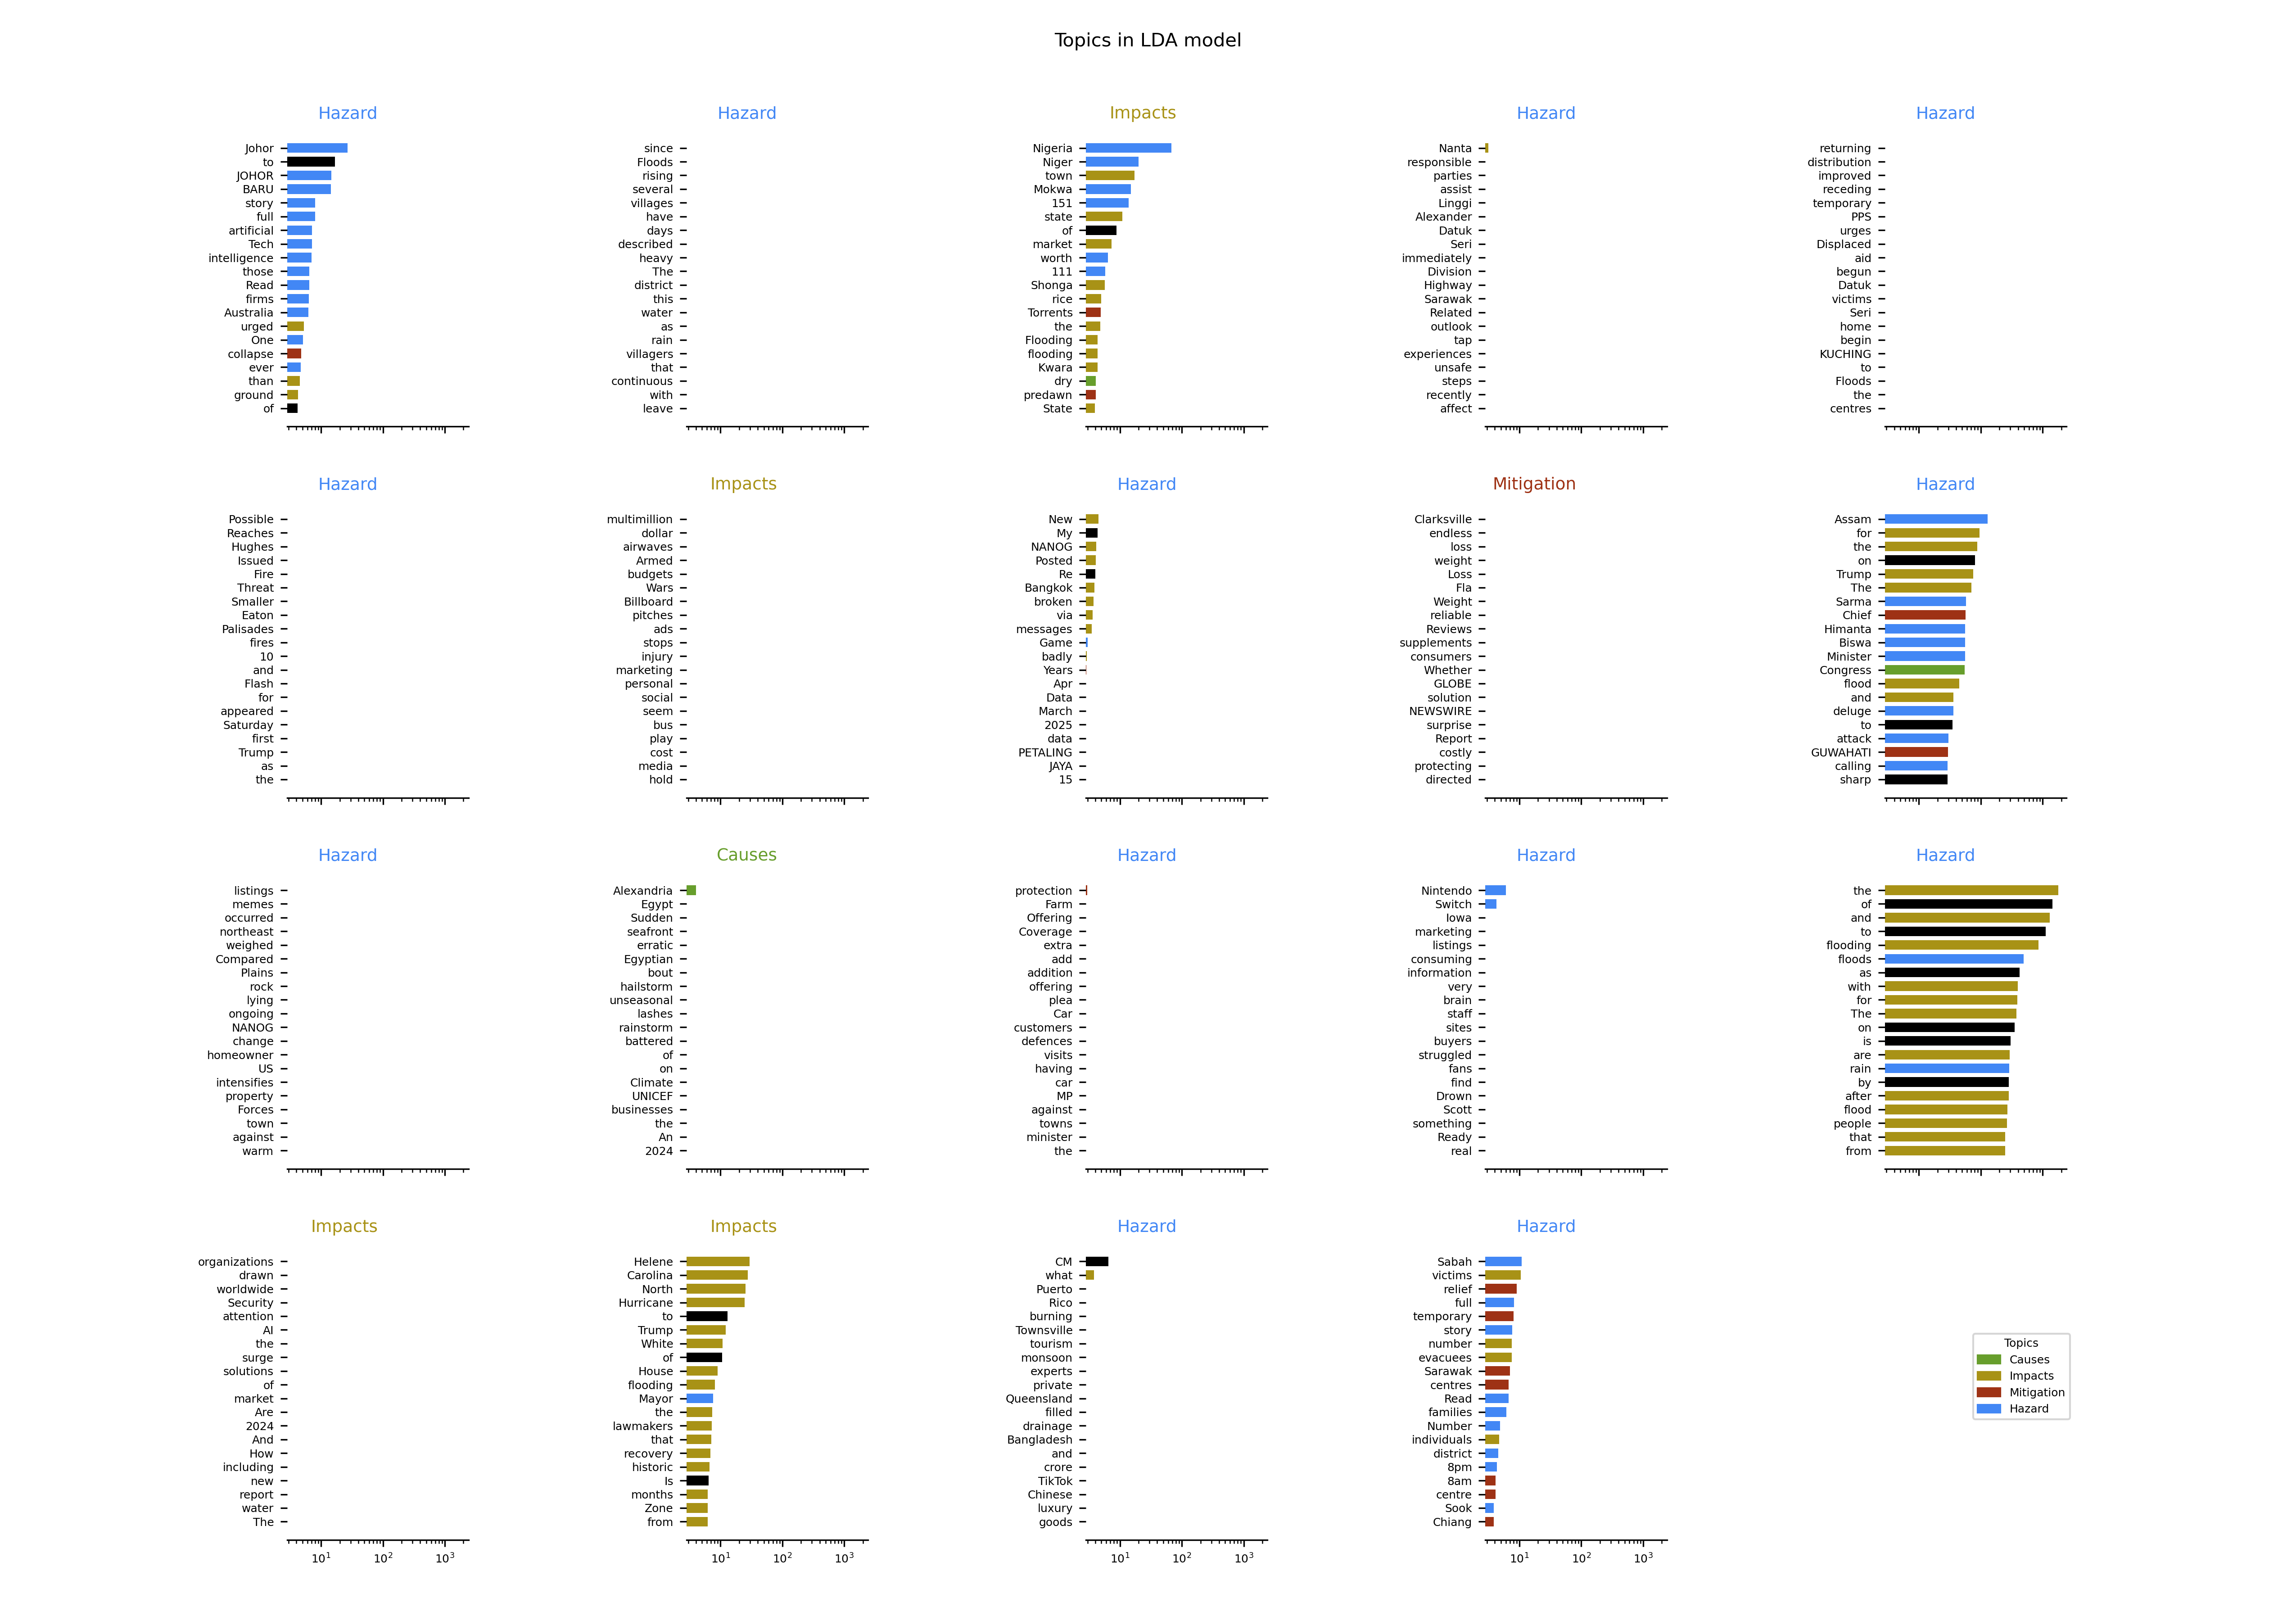 Topics in LDA model
Hazard
Johor
to
JOHOR
BARU
story
full
artificial
Tech
intelligence
those
Read
firms
Australia
urged
One
collapse
ever
than
ground
of
Hazard
since
Floods
rising
several
villages
have
days
described
heavy
The
district
this
water
as
rain
villagers
that
continuous
with
leave
Impacts
Nigeria
Niger
town
Mokwa
151
state
of
market
worth
111
Shonga
rice
Torrents
the
Flooding
flooding
Kwara
dry
predawn
State
Hazard
Nanta
responsible
parties
assist
Linggi
Alexander
Datuk
Seri
immediately
Division
Highway
Sarawak
Related
outlook
tap
experiences
unsafe
steps
recently
affect
Hazard
returning
distribution
improved
receding
temporary
PPS
urges
Displaced
aid
begun
Datuk
victims
Seri
home
begin
KUCHING
to
Floods
the
centres
Hazard
Possible
Reaches
Hughes
Issued
Fire
Threat
Smaller
Eaton
Palisades
fires
10
and
Flash
for
appeared
Saturday
first
Trump
as
the
Impacts
multimillion
dollar
airwaves
Armed
budgets
Wars
Billboard
pitches
ads
stops
injury
marketing
personal
social
seem
bus
play
cost
media
hold
Hazard
New
My
NANOG
Posted
Re
Bangkok
broken
via
messages
Game
badly
Years
Apr
Data
March
2025
data
PETALING
JAYA
15
Mitigation
Clarksville
endless
loss
weight
Loss
Fla
Weight
reliable
Reviews
supplements
consumers
Whether
GLOBE
solution
NEWSWIRE
surprise
Report
costly
protecting
directed
Hazard
Assam
for
the
on
Trump
The
Sarma
Chief
Himanta
Biswa
Minister
Congress
flood
and
deluge
to
attack
GUWAHATI
calling
sharp
Hazard
listings
memes
occurred
northeast
weighed
Compared
Plains
rock
lying
ongoing
NANOG
change
homeowner
US
intensifies
property
Forces
town
against
warm
Causes
Alexandria
Egypt
Sudden
seafront
erratic
Egyptian
bout
hailstorm
unseasonal
lashes
rainstorm
battered
of
on
Climate
UNICEF
businesses
the
An
2024
Hazard
protection
Farm
Offering
Coverage
extra
add
addition
offering
plea
Car
customers
defences
visits
having
car
MP
against
towns
minister
the
Hazard
Nintendo
Switch
Iowa
marketing
listings
consuming
information
very
brain
staff
sites
buyers
struggled
fans
find
Drown
Scott
something
Ready
real
Hazard
the
of
and
to
flooding
floods
as
with
for
The
on
is
are
rain
by
after
flood
people
that
from
Impacts
organizations
drawn
worldwide
Security
attention
AI
the
surge
solutions
of
market
Are
2024
And
How
including
new
report
water
The
10¹ 10² 10³
Impacts
Helene
Carolina
North
Hurricane
to
Trump
White
of
House
flooding
Mayor
the
lawmakers
that
recovery
historic
Is
months
Zone
from
10¹ 10² 10³
Hazard
CM
what
Puerto
Rico
burning
Townsville
tourism
monsoon
experts
private
Queensland
filled
drainage
Bangladesh
and
crore
TikTok
Chinese
luxury
goods
10¹ 10² 10³
Hazard
Sabah
victims
relief
full
temporary
story
number
evacuees
Sarawak
centres
Read
families
Number
individuals
district
8pm
8am
centre
Sook
Chiang
10¹ 10² 10³
Topics
Causes
Impacts
Mitigation
Hazard